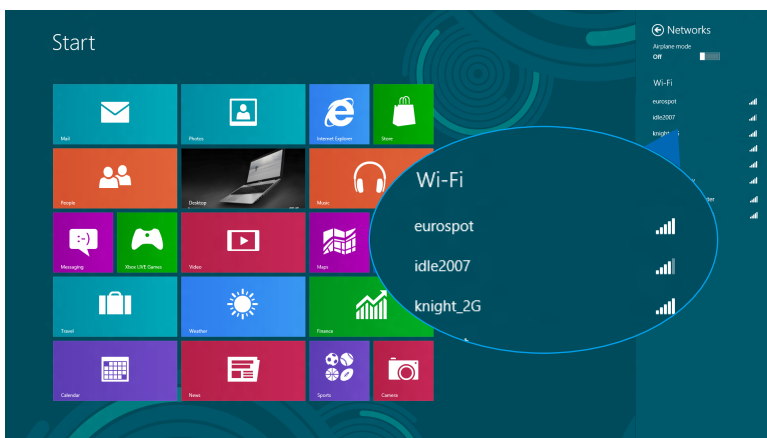 Start
Networks
Airplane mode
Off
Wi-Fi
eurospot
idle2007
Mail
Photos
Internet Explorer
Store
People
Desktop
Music
Wi-Fi
eurospot
idle2007
knight_2G
Messaging
Xbox LIVE Games
Video
Maps
Travel
Weather
Finance
Calendar
News
Sports
Camera